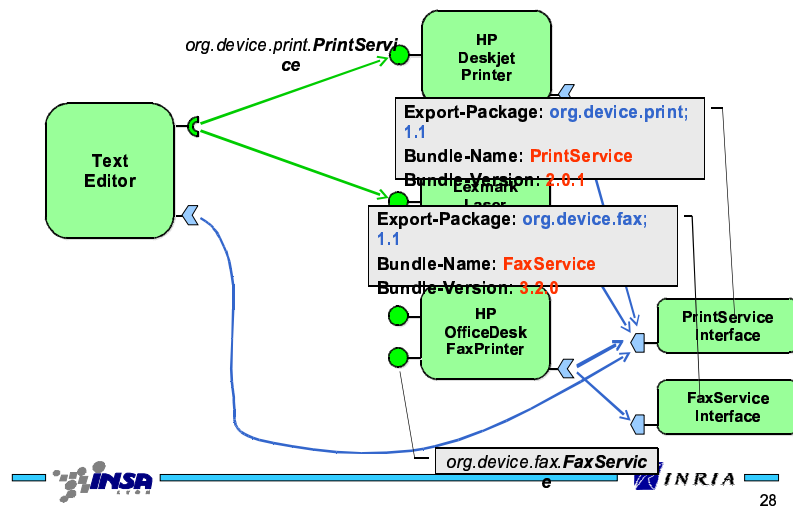 org.device.print.PrintServi
ce
HP
Deskjet
Printer
Export-Package: org.device.print;
1.1
Bundle-Name: PrintService
Bundle-Version: 2.0.1
Text
Editor
Lexmark
Laser
Export-Package: org.device.fax;
1.1
Bundle-Name: FaxService
Bundle-Version: 3.2.0
HP
OfficeDesk
FaxPrinter
PrintService
Interface
FaxService
Interface
org.device.fax.FaxServic
e
INSA
LYON
INRIA
28